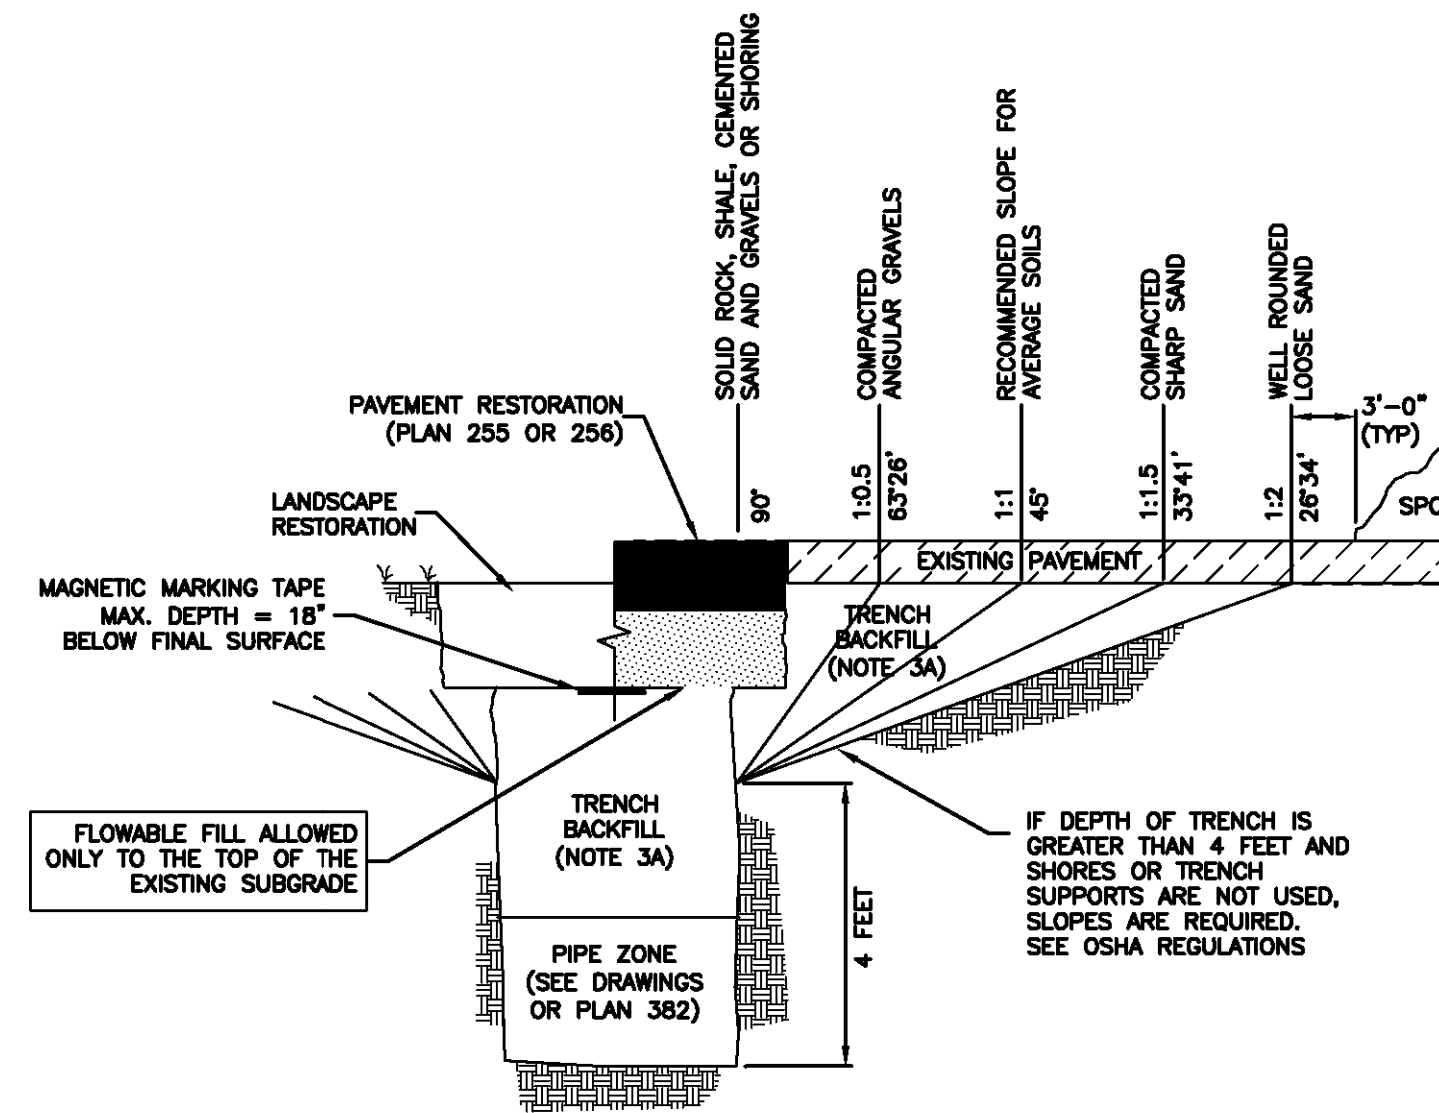 SOLID ROCK, SHALE, CEMENTED
SAND AND GRAVELS OR SHORING
90°
COMPACTED
ANGULAR GRAVELS
1:0.5
63°26'
RECOMMENDED SLOPE FOR
AVERAGE SOILS
1:1
45°
COMPACTED
SHARP SAND
1:1.5
33°41'
WELL ROUNDED
LOOSE SAND
1:2
26°34'
3'-0"
(TYP)
SPO
PAVEMENT RESTORATION
(PLAN 255 OR 256)
LANDSCAPE
RESTORATION
EXISTING PAVEMENT
MAGNETIC MARKING TAPE
MAX. DEPTH = 18"
BELOW FINAL SURFACE
TRENCH
BACKFILL
(NOTE 3A)
FLOWABLE FILL ALLOWED
ONLY TO THE TOP OF THE
EXISTING SUBGRADE
TRENCH
BACKFILL
(NOTE 3A)
4 FEET
IF DEPTH OF TRENCH IS
GREATER THAN 4 FEET AND
SHORES OR TRENCH
SUPPORTS ARE NOT USED,
SLOPES ARE REQUIRED.
SEE OSHA REGULATIONS
PIPE ZONE
(SEE DRAWINGS
OR PLAN 382)